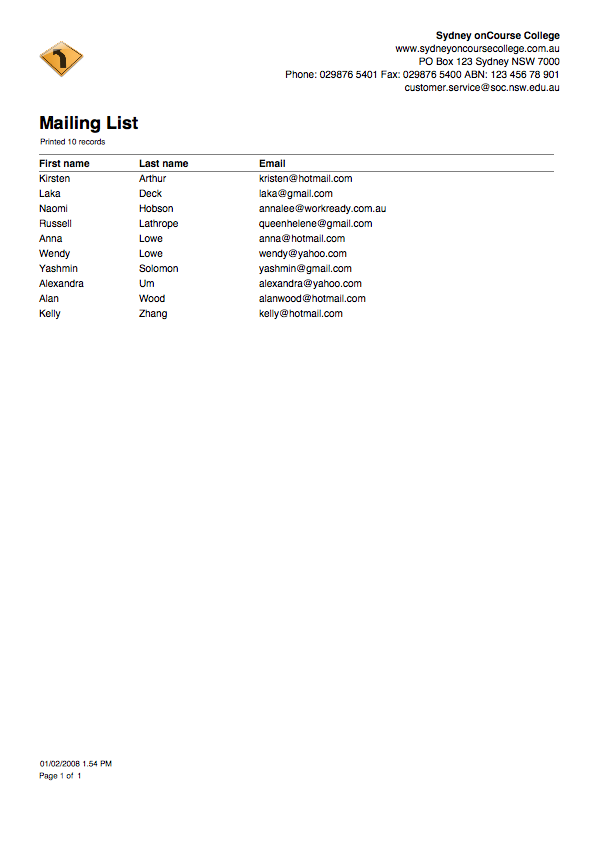 Sydney onCourse College
www.sydneyoncoursecollege.com.au
PO Box 123 Sydney NSW 7000
Phone: 029876 5401 Fax: 029876 5400 ABN: 123 456 78 901
customer.service@soc.nsw.edu.au
Mailing List
Printed 10 records
First name Last name Email
Kirsten Arthur kristen@hotmail.com
Laka Deck laka@gmail.com
Naomi Hobson annalee@workready.com.au
Russell Lathrope queenhelene@gmail.com
Anna Lowe anna@hotmail.com
Wendy Lowe wendy@yahoo.com
Yashmin Solomon yashmin@gmail.com
Alexandra Um alexandra@yahoo.com
Alan Wood alanwood@hotmail.com
Kelly Zhang kelly@hotmail.com
01/02/2008 1.54 PM
Page 1 of 1